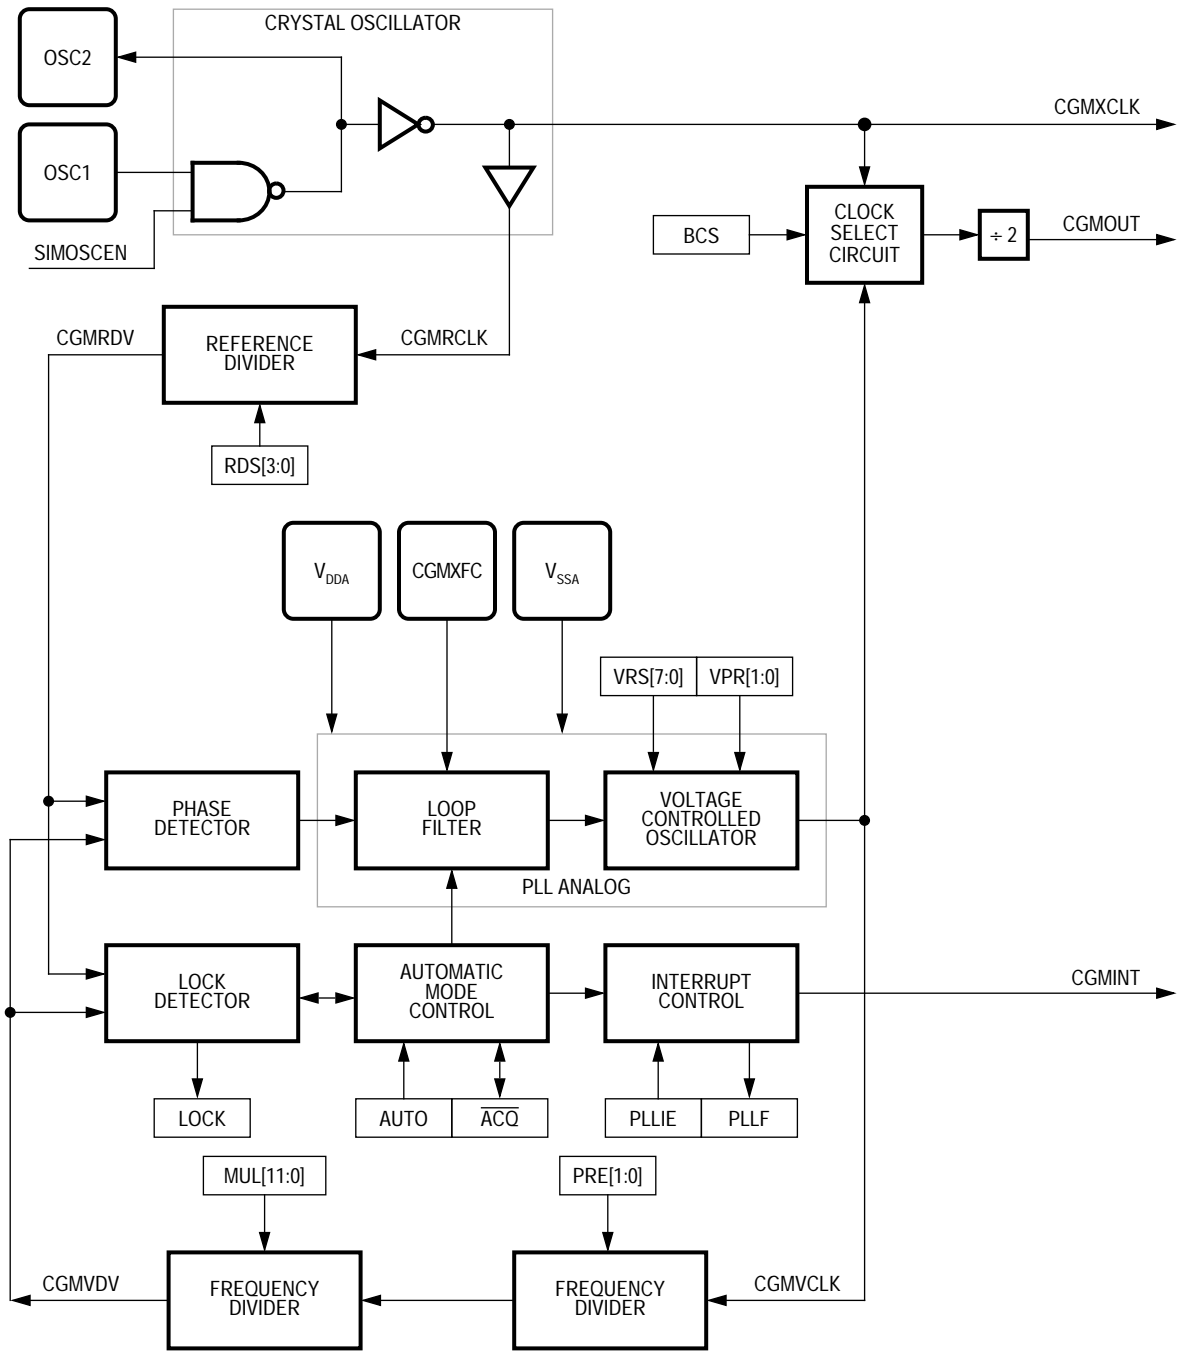 CRYSTAL OSCILLATOR
OSC2
CGMXCLK
OSC1
SIMOSCEN
BCS
CLOCK
SELECT
CIRCUIT
÷ 2
CGMOUT
CGMRDV
REFERENCE
DIVIDER
CGMRCLK
RDS[3:0]
VDDA
CGMXFC
VSSA
VRS[7:0]
VPR[1:0]
PHASE
DETECTOR
LOOP
FILTER
VOLTAGE
CONTROLLED
OSCILLATOR
PLL ANALOG
LOCK
DETECTOR
AUTOMATIC
MODE
CONTROL
INTERRUPT
CONTROL
CGMINT
LOCK
AUTO
A̅C̅Q̅
PLLIE
PLLF
MUL[11:0]
PRE[1:0]
CGMVDV
FREQUENCY
DIVIDER
FREQUENCY
DIVIDER
CGMVCLK